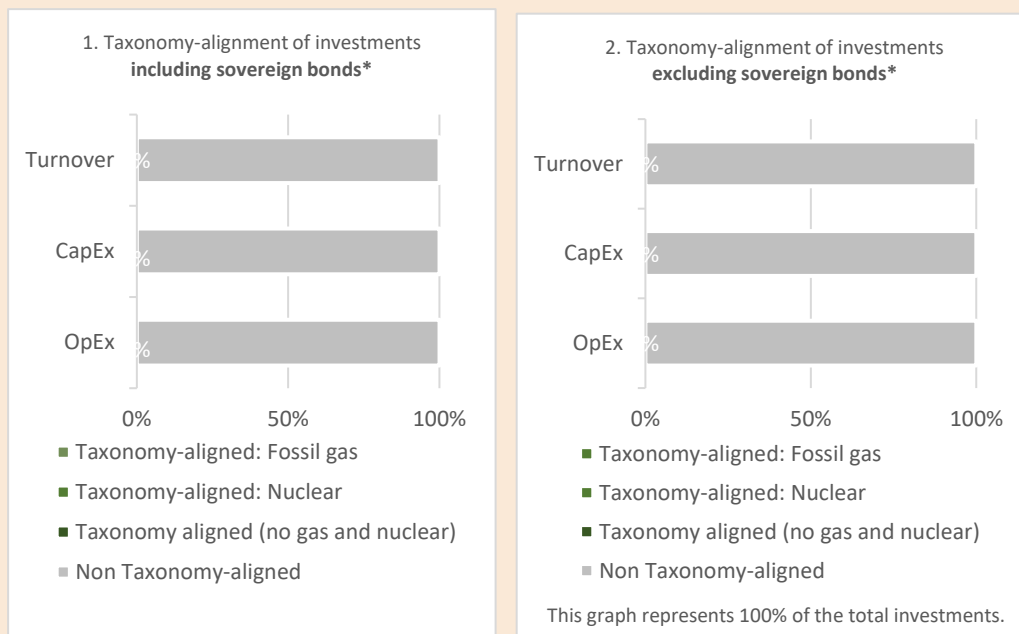 1. Taxonomy-alignment of investments
including sovereign bonds*
Turnover
%
CapEx
%
OpEx
%
0% 50% 100%
Taxonomy-aligned: Fossil gas
Taxonomy-aligned: Nuclear
Taxonomy aligned (no gas and nuclear)
Non Taxonomy-aligned
2. Taxonomy-alignment of investments
excluding sovereign bonds*
Turnover
%
CapEx
%
OpEx
%
0% 50% 100%
Taxonomy-aligned: Fossil gas
Taxonomy-aligned: Nuclear
Taxonomy aligned (no gas and nuclear)
Non Taxonomy-aligned
This graph represents 100% of the total investments.